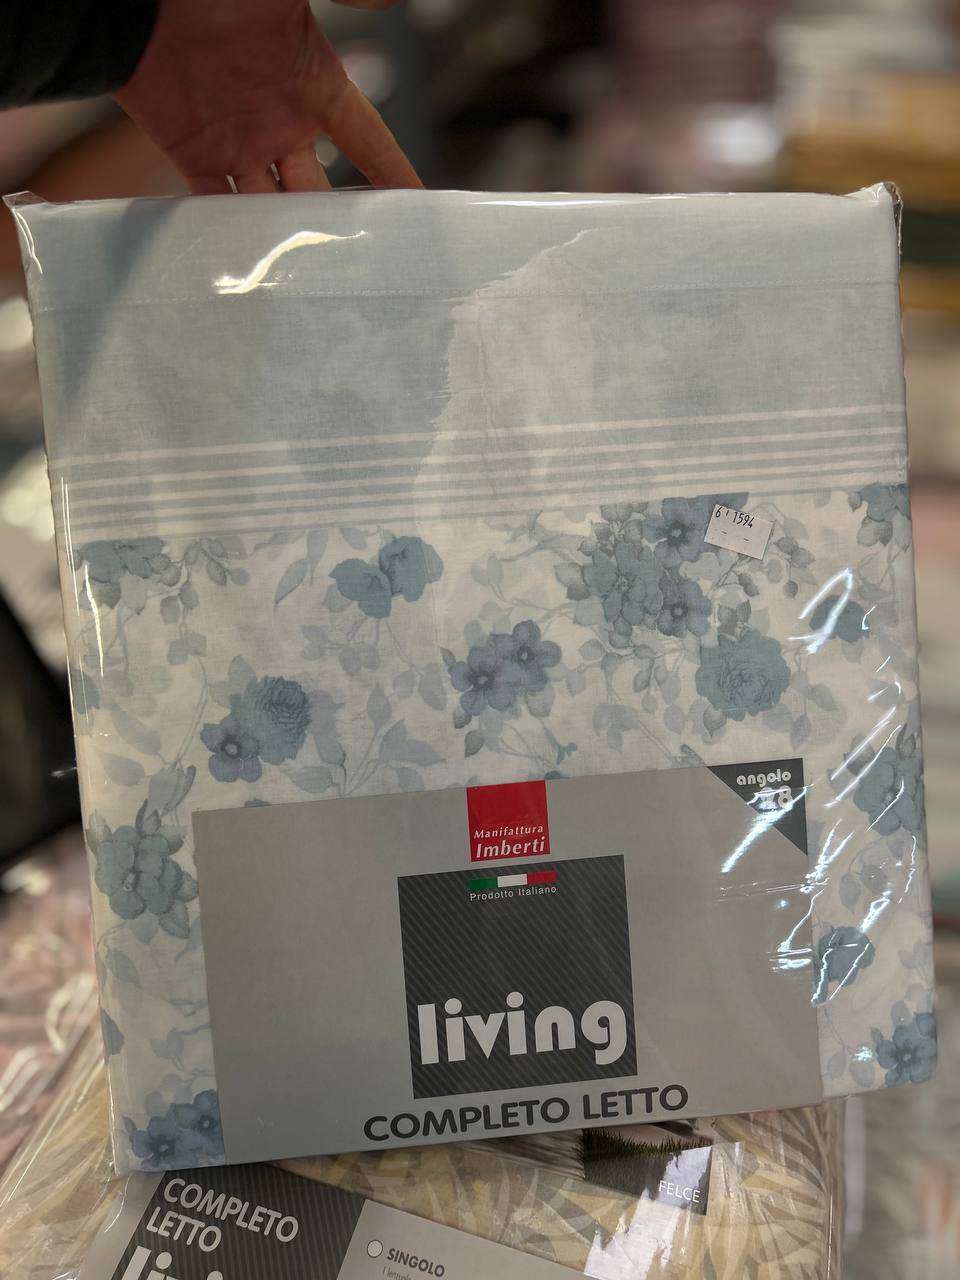 6'1594
angolo
Manifattura
Imberti
Prodotto Italiano
living
COMPLETO LETTO
FELCE
COMPLETO
LETTO
SINGOLO